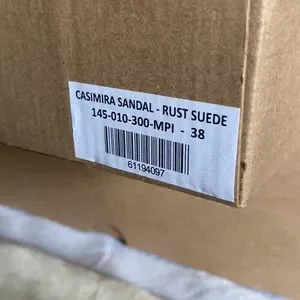 CASIMIRA SANDAL - RUST SUEDE
145-010-300-MPI - 38
61194097